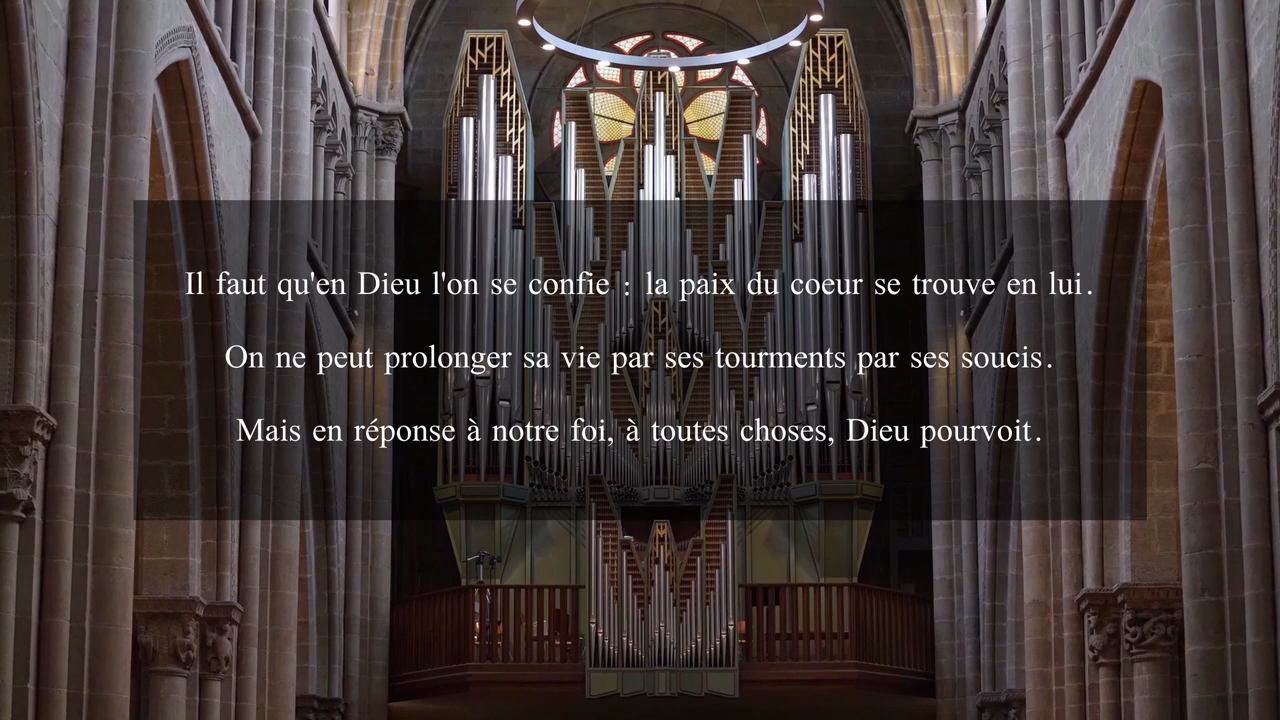 Il faut qu'en Dieu l'on se confie : la paix du coeur se trouve en lui.
On ne peut prolonger sa vie par ses tourments par ses soucis.
Mais en réponse à notre foi, à toutes choses, Dieu pourvoit.